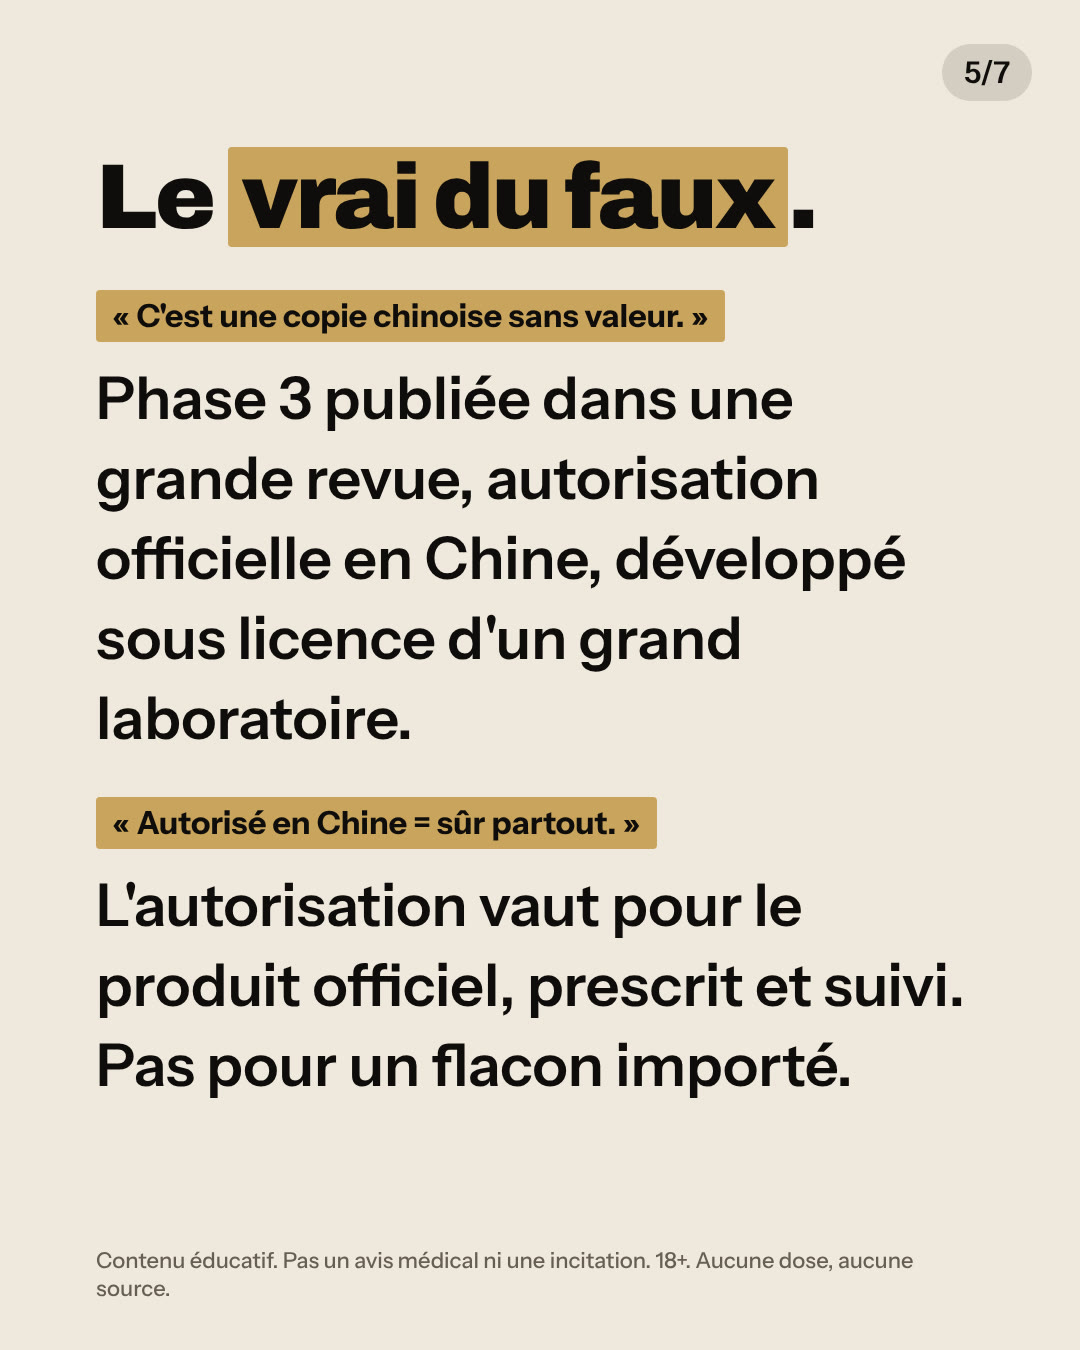 5/7
Le vrai du faux.
« C'est une copie chinoise sans valeur. »
Phase 3 publiée dans une
grande revue, autorisation
officielle en Chine, développé
sous licence d'un grand
laboratoire.
« Autorisé en Chine = sûr partout. »
L'autorisation vaut pour le
produit officiel, prescrit et suivi.
Pas pour un flacon importé.
Contenu éducatif. Pas un avis médical ni une incitation. 18+. Aucune dose, aucune
source.